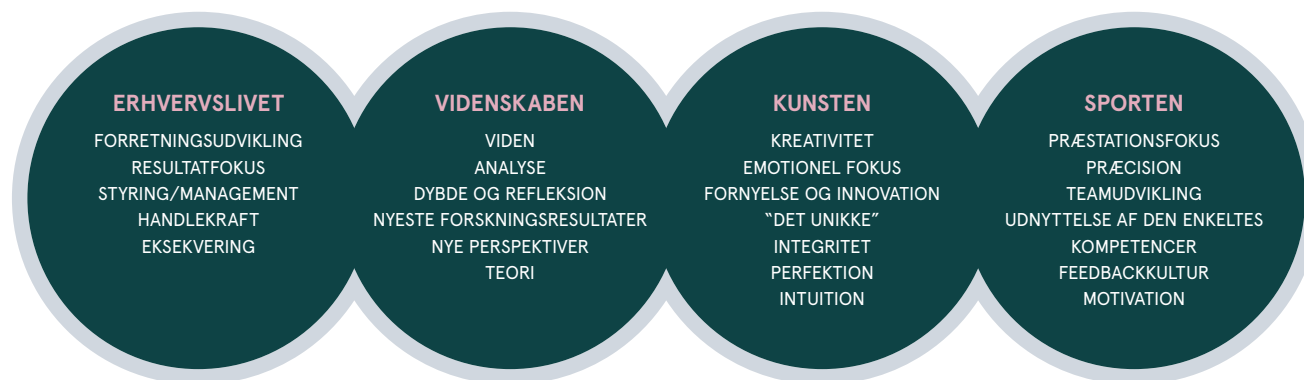 ERHVERVSLIVET
FORRETNINGSUDVIKLING
RESULTATFOKUS
STYRING/MANAGEMENT
HANDLEKRAFT
EKSEKVERING
VIDENSKABEN
VIDEN
ANALYSE
DYBDE OG REFLEKSION
NYESTE FORSKNINGSRESULTATER
NYE PERSPEKTIVER
TEORI
KUNSTEN
KREATIVITET
EMOTIONEL FOKUS
FORNYELSE OG INNOVATION
“DET UNIKKE”
INTEGRITET
PERFEKTION
INTUITION
SPORTEN
PRÆSTATIONSFOKUS
PRÆCISION
TEAMUDVIKLING
UDNYTTELSE AF DEN ENKELTES
KOMPETENCER
FEEDBACKKULTUR
MOTIVATION